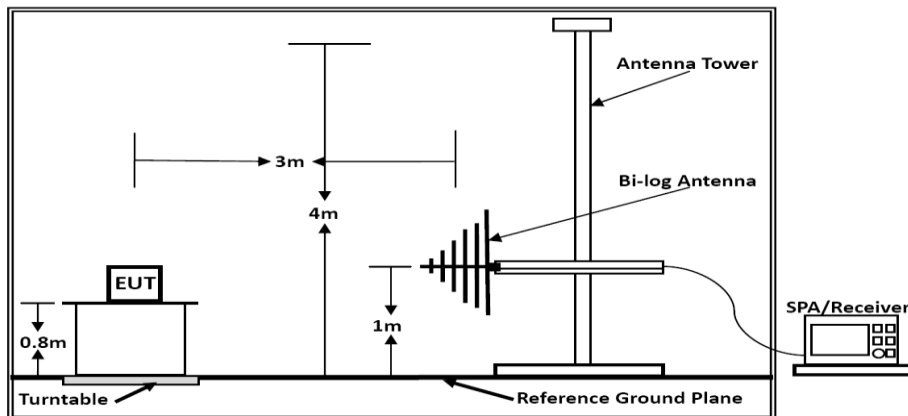 Antenna Tower
3m
Bi-log Antenna
4m
EUT
SPA/Receiver
1m
0.8m
Turntable
Reference Ground Plane